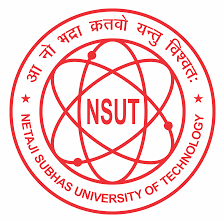 आ नो भद्रा क्रतवो यन्तु विश्वतः
NSUT
NETAJI SUBHAS UNIVERSITY OF TECHNOLOGY